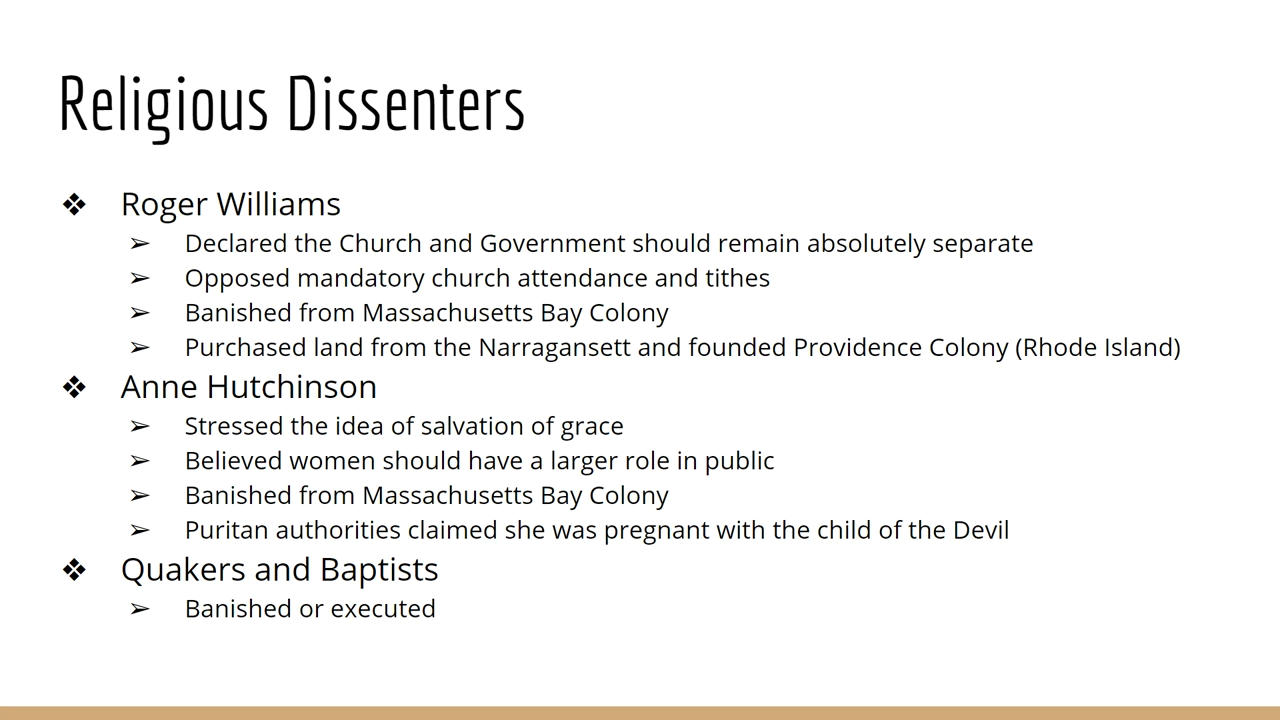 Religious Dissenters
❖ Roger Williams
➢ Declared the Church and Government should remain absolutely separate
➢ Opposed mandatory church attendance and tithes
➢ Banished from Massachusetts Bay Colony
➢ Purchased land from the Narragansett and founded Providence Colony (Rhode Island)
❖ Anne Hutchinson
➢ Stressed the idea of salvation of grace
➢ Believed women should have a larger role in public
➢ Banished from Massachusetts Bay Colony
➢ Puritan authorities claimed she was pregnant with the child of the Devil
❖ Quakers and Baptists
➢ Banished or executed